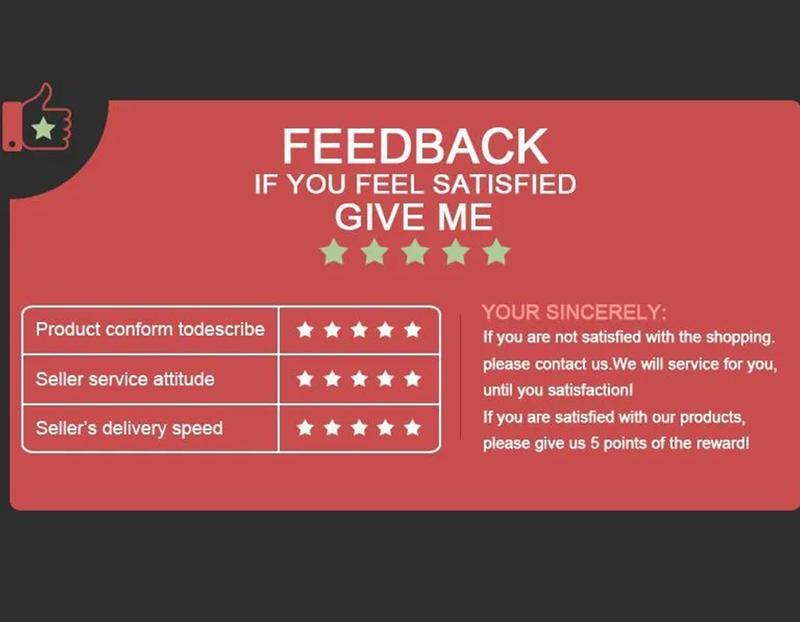 FEEDBACK
IF YOU FEEL SATISFIED
GIVE ME
Product conform todescribe
Seller service attitude
Seller's delivery speed
YOUR SINCERELY:
If you are not satisfied with the shopping.
please contact us.We will service for you,
until you satisfaction!
If you are satisfied with our products,
please give us 5 points of the reward!